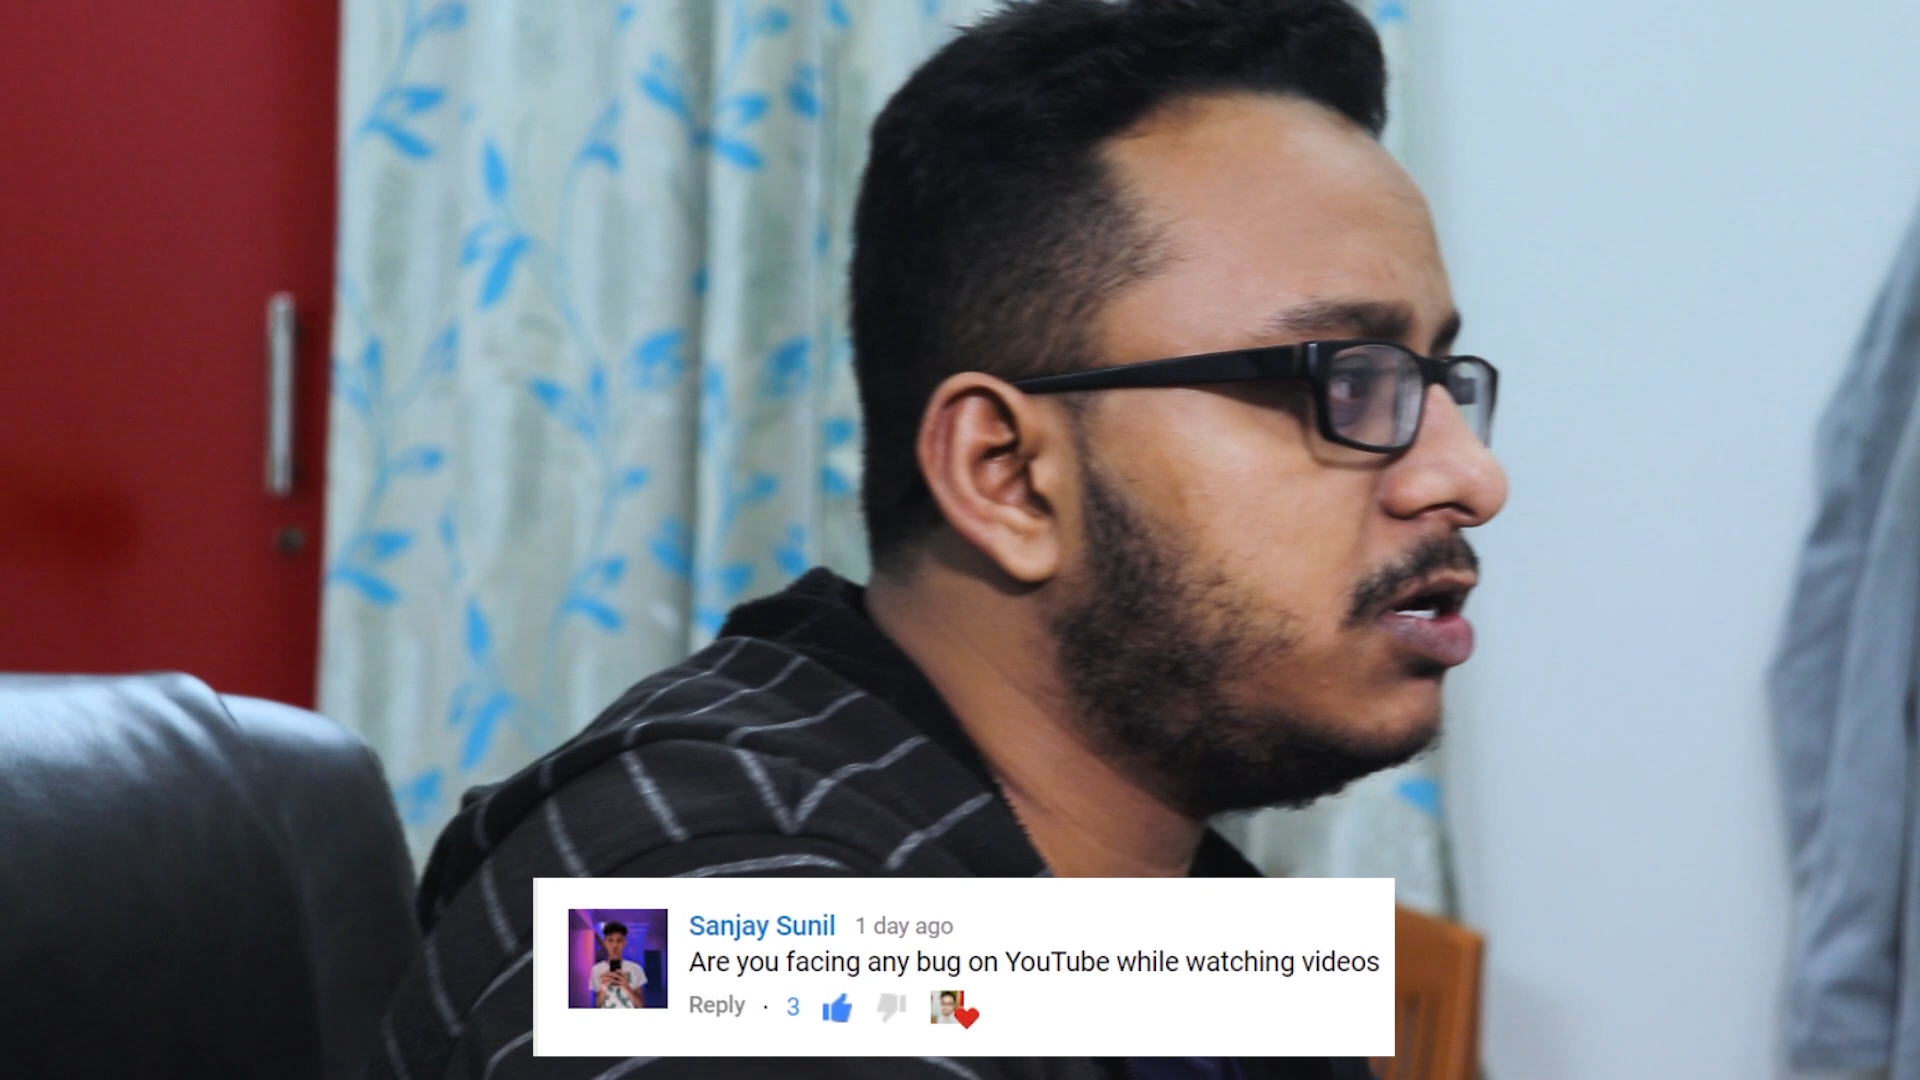 Sanjay Sunil 1 day ago
Are you facing any bug on YouTube while watching videos
Reply · 3